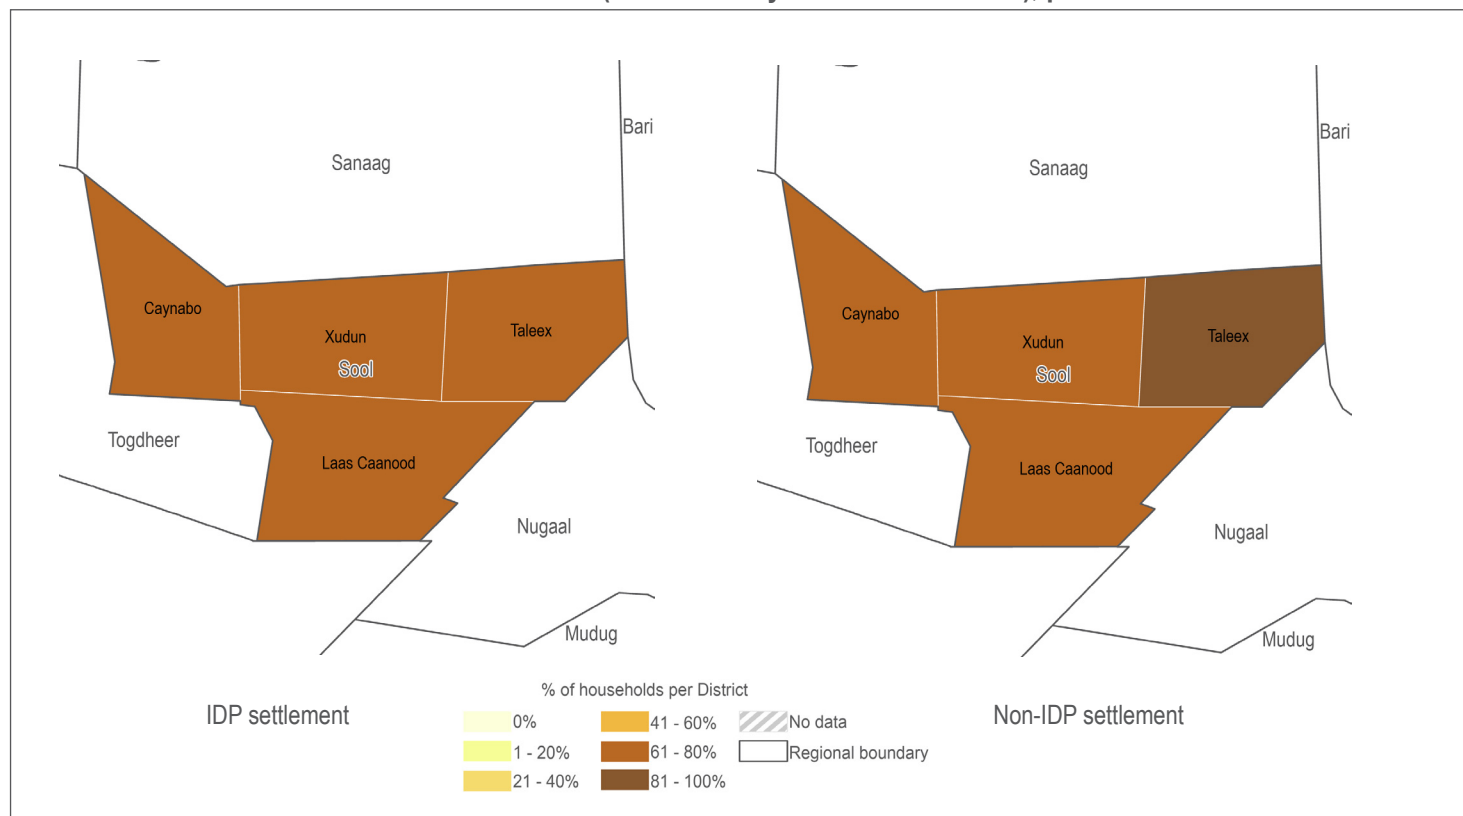 Bari
Sanaag
Caynabo
Xudun
Taleex
Sool
Togdheer
Laas Caanood
Nugaal
Mudug
IDP settlement
Bari
Sanaag
Caynabo
Xudun
Taleex
Sool
Togdheer
Laas Caanood
Nugaal
Mudug
Non-IDP settlement
% of households per District
0%
1 - 20%
21 - 40%
41 - 60%
61 - 80%
81 - 100%
No data
Regional boundary